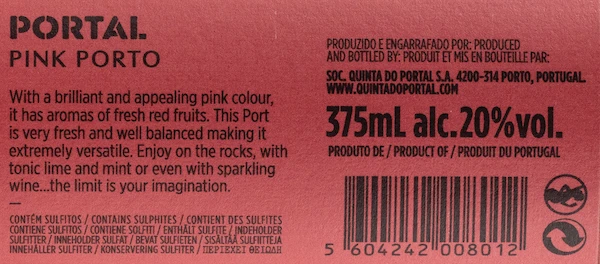 PORTAL
PINK PORTO
With a brilliant and appealing pink colour,
it has aromas of fresh red fruits. This Port
is very fresh and well balanced making it
extremely versatile. Enjoy on the rocks, with
tonic lime and mint or even with sparkling
wine...the limit is your imagination.
—
CONTÉM SULFITOS / CONTAINS SULPHITES / CONTIENT DES SULFITES
CONTIENE SULFITOS / CONTIENE SOLFITI / ENTHÄLT SULFITE / INDEHOLDER
SULFITTER / INNEHOLDER SULFAT / BEVAT SULFIETEN / SISÄLTÄÄ SULFIITTEJA
INNEHÅLLER SULFITER / KONSERVERING SULFITER / ΠΕΡΙΕΧΕΙ ΘΕΙΩΔΗ
PRODUZIDO E ENGARRAFADO POR: PRODUCED
AND BOTTLED BY: PRODUIT ET MIS EN BOUTEILLE PAR:
SOC. QUINTA DO PORTAL S.A. 4200-314 PORTO, PORTUGAL.
WWW.QUINTADOPORTAL.COM
375mL alc.20%vol.
PRODUTO DE / PRODUCT OF / PRODUIT DU PORTUGAL
5 604242 008012